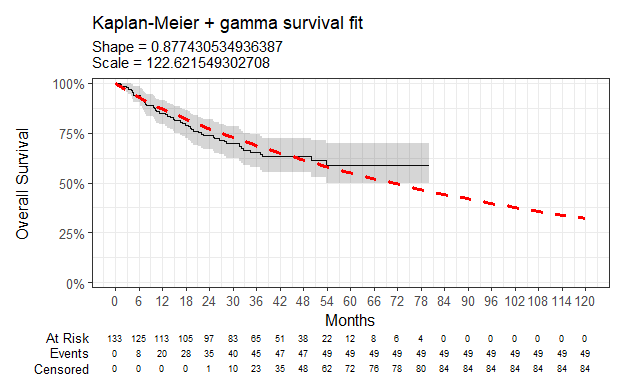 Kaplan-Meier + gamma survival fit
Shape = 0.877430534936387
Scale = 122.621549302708
100%
75%
50%
25%
0%
Overall Survival
0 6 12 18 24 30 36 42 48 54 60 66 72 78 84 90 96 102 108 114 120
Months
At Risk 133 125 113 105 97 83 65 51 38 22 12 8 6 4 0 0 0 0 0 0 0
Events 0 8 20 28 35 40 45 47 47 49 49 49 49 49 49 49 49 49 49 49 49
Censored 0 0 0 0 1 10 23 35 48 62 72 76 78 80 84 84 84 84 84 84 84